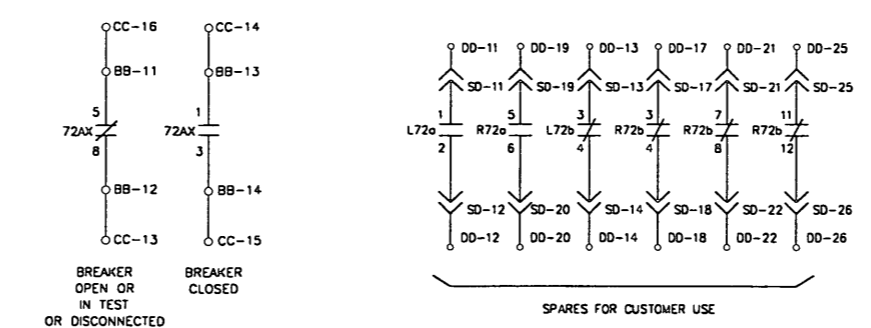 CC-16
CC-14
BB-11
BB-13
5
1
72AX
72AX
8
3
BB-12
BB-14
CC-13
CC-15
BREAKER
OPEN OR
IN TEST
OR DISCONNECTED
BREAKER
CLOSED
DD-11 DD-19 DD-13 DD-17 DD-21 DD-25
SD-11 SD-19 SD-13 SD-17 SD-21 SD-25
1 5 3 3 7 11
L72a R72a L72b R72b R72b R72b
2 6 4 4 8 12
SD-12 SD-20 SD-14 SD-18 SD-22 SD-26
DD-12 DD-20 DD-14 DD-18 DD-22 DD-26
SPARES FOR CUSTOMER USE